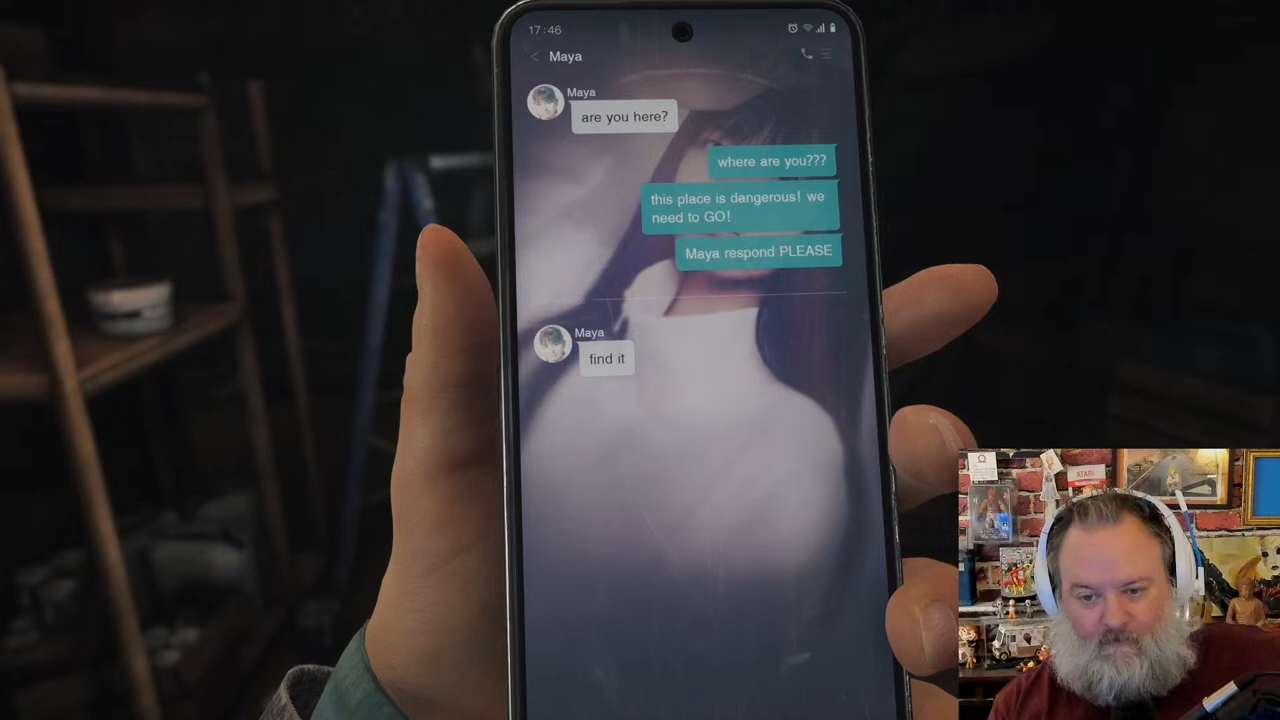 17:46
Maya
Maya
are you here?
where are you???
this place is dangerous! we
need to GO!
Maya respond PLEASE
Maya
find it
ATARI